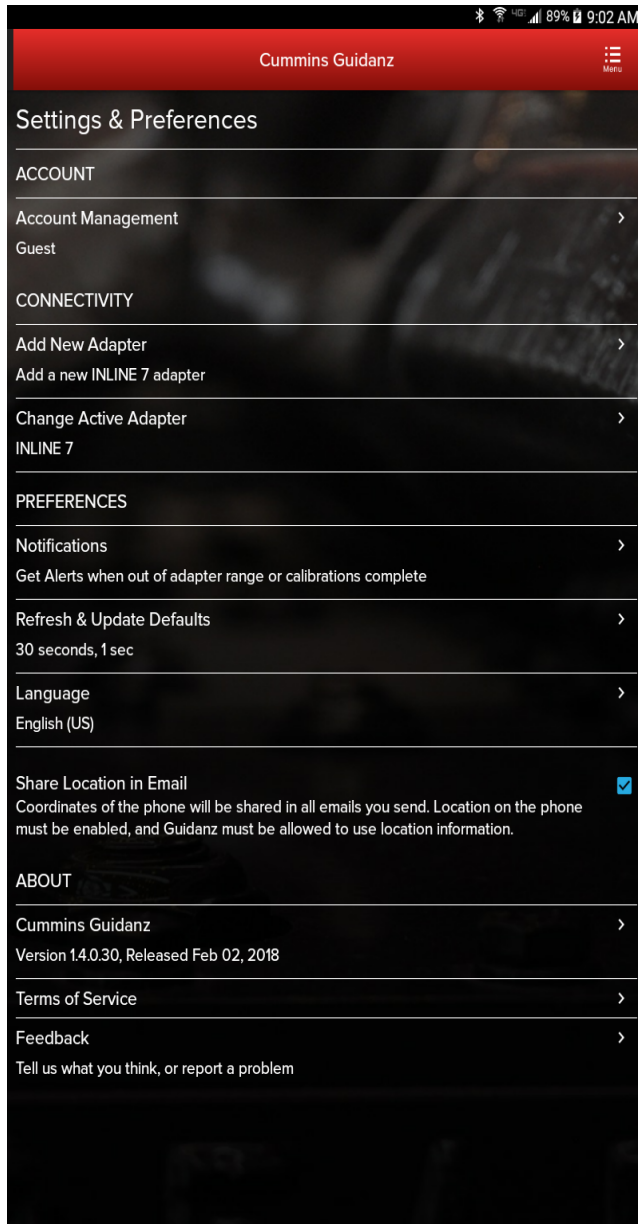 4G 89% 9:02 AM
Cummins Guidanz
Menu
Settings & Preferences
ACCOUNT
Account Management
Guest
CONNECTIVITY
Add New Adapter
Add a new INLINE 7 adapter
Change Active Adapter
INLINE 7
PREFERENCES
Notifications
Get Alerts when out of adapter range or calibrations complete
Refresh & Update Defaults
30 seconds, 1 sec
Language
English (US)
Share Location in Email
Coordinates of the phone will be shared in all emails you send. Location on the phone
must be enabled, and Guidanz must be allowed to use location information.
ABOUT
Cummins Guidanz
Version 1.4.0.30, Released Feb 02, 2018
Terms of Service
Feedback
Tell us what you think, or report a problem